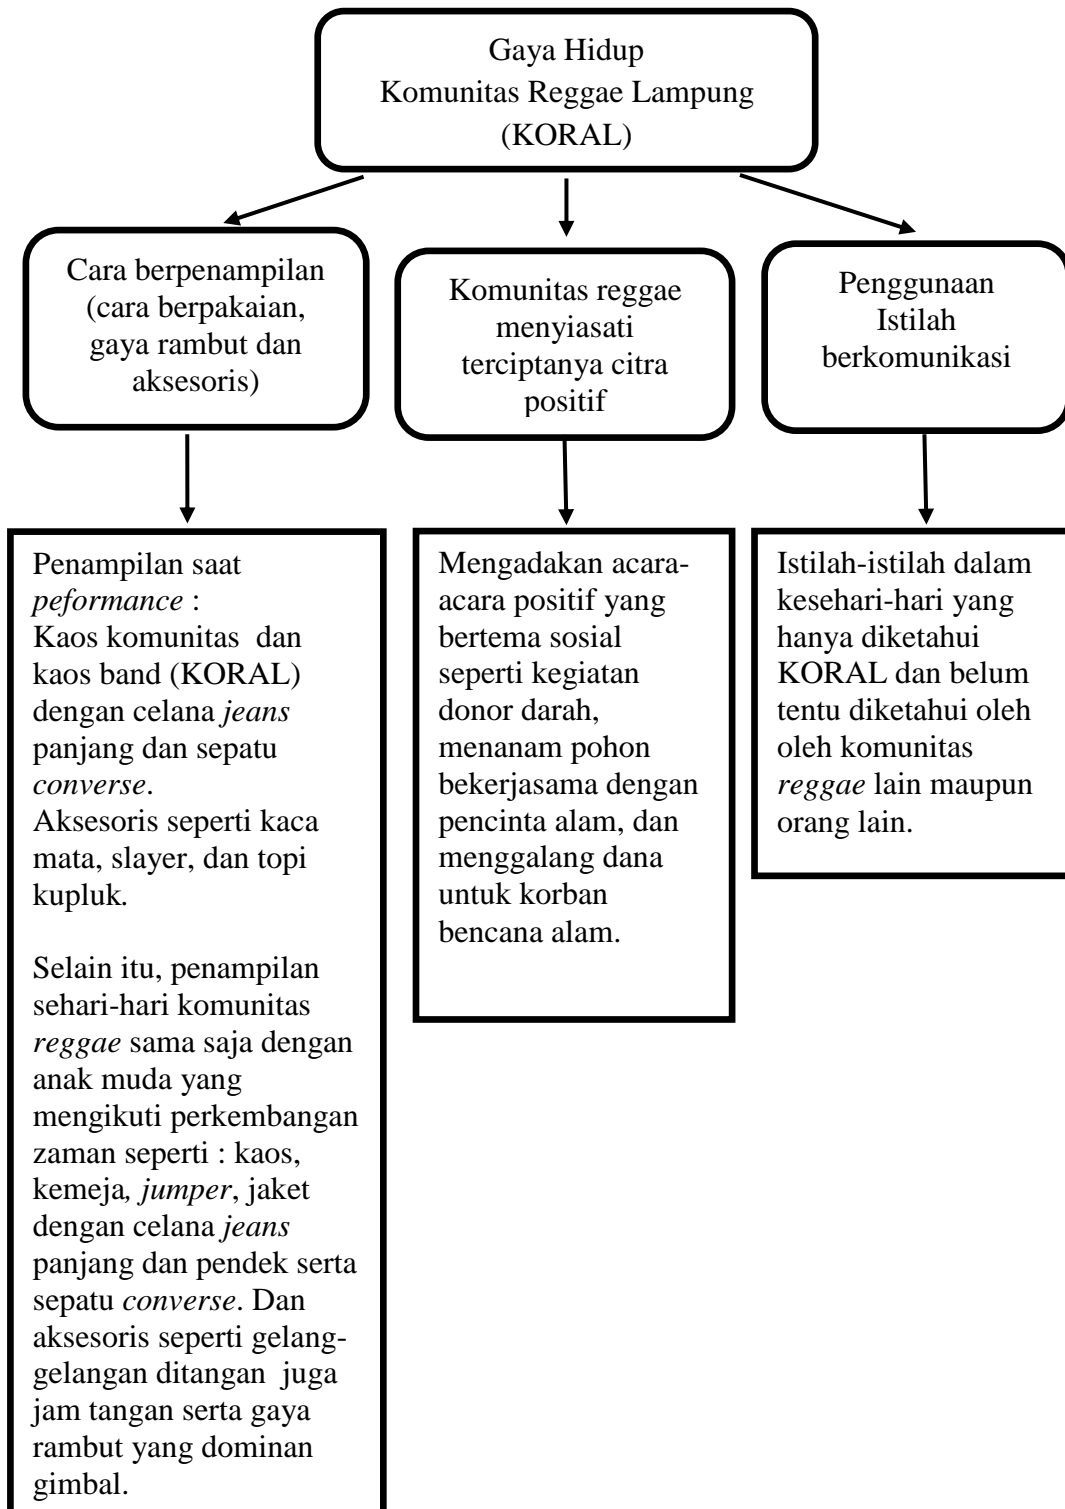 Gaya Hidup
Komunitas Reggae Lampung
(KORAL)
Cara berpenampilan
(cara berpakaian,
gaya rambut dan
aksesoris)
Komunitas reggae
menyiasati
terciptanya citra
positif
Penggunaan
Istilah
berkomunikasi
Penampilan saat
peformance :
Kaos komunitas dan
kaos band (KORAL)
dengan celana jeans
panjang dan sepatu
converse.
Aksesoris seperti kaca
mata, slayer, dan topi
kupluk.
Selain itu, penampilan
sehari-hari komunitas
reggae sama saja dengan
anak muda yang
mengikuti perkembangan
zaman seperti : kaos,
kemeja, jumper, jaket
dengan celana jeans
panjang dan pendek serta
sepatu converse. Dan
aksesoris seperti gelang-
gelangan ditangan juga
jam tangan serta gaya
rambut yang dominan
gimbal.
Mengadakan acara-
acara positif yang
bertema sosial
seperti kegiatan
donor darah,
menanam pohon
bekerjasama dengan
pencinta alam, dan
menggalang dana
untuk korban
bencana alam.
Istilah-istilah dalam
kesehari-hari yang
hanya diketahui
KORAL dan belum
tentu diketahui oleh
oleh komunitas
reggae lain maupun
orang lain.